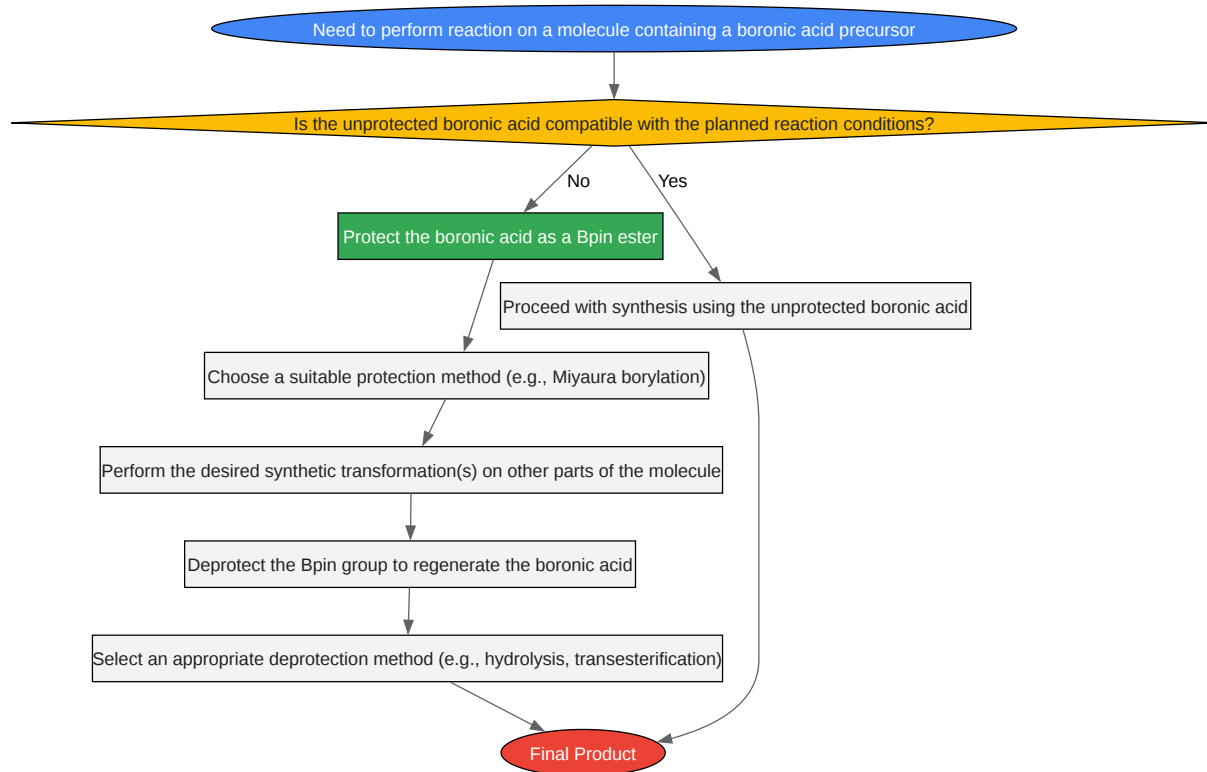 Need to perform reaction on a molecule containing a boronic acid precursor
Is the unprotected boronic acid compatible with the planned reaction conditions?
No
Yes
Protect the boronic acid as a Bpin ester
Proceed with synthesis using the unprotected boronic acid
Choose a suitable protection method (e.g., Miyaura borylation)
Perform the desired synthetic transformation(s) on other parts of the molecule
Deprotect the Bpin group to regenerate the boronic acid
Select an appropriate deprotection method (e.g., hydrolysis, transesterification)
Final Product